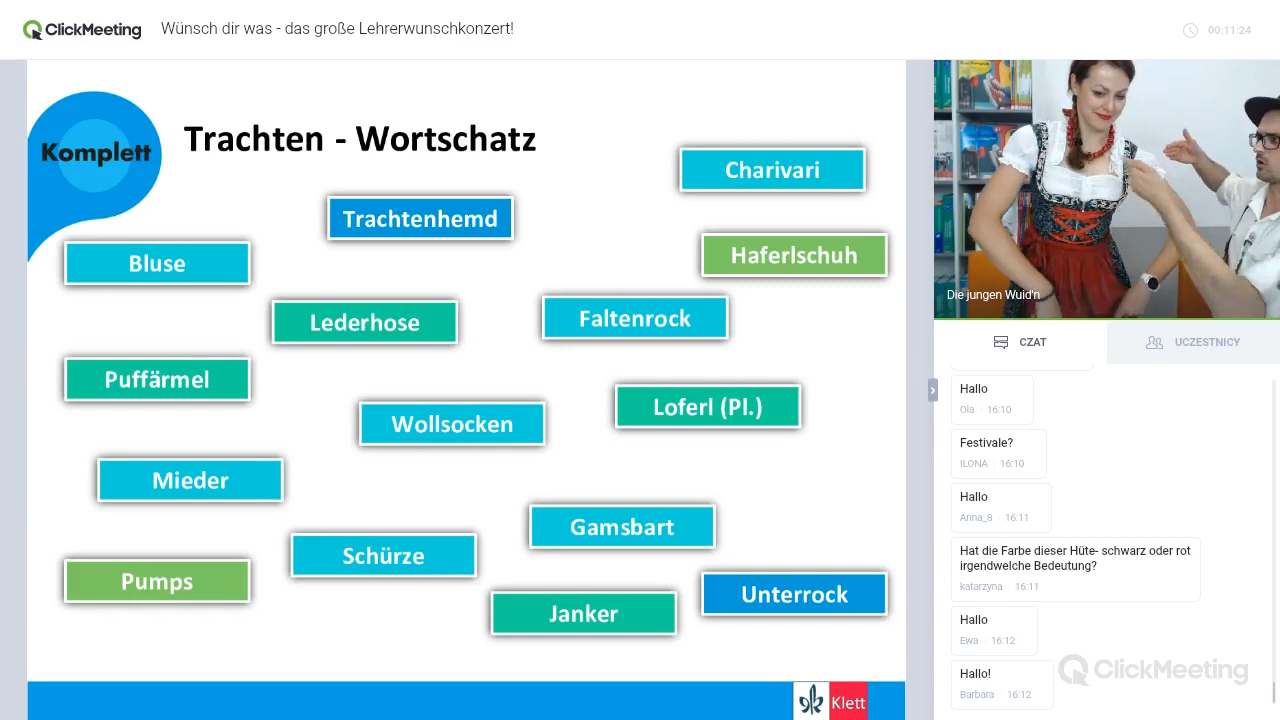 ClickMeeting
Wünsch dir was - das große Lehrerwunschkonzert!
00:11:24
Komplett
Trachten - Wortschatz
Charivari
Trachtenhemd
Haferlschuh
Bluse
Lederhose
Faltenrock
Puffärmel
Loferl (Pl.)
Wollsocken
Mieder
Gamsbart
Schürze
Pumps
Unterrock
Janker
Klett
Die jungen Wuid'n
CZAT
UCZESTNICY
Hallo
Ola 16:10
Festivale?
ILONA 16:10
Hallo
Anna_8 16:11
Hat die Farbe dieser Hüte- schwarz oder rot
irgendwelche Bedeutung?
katarzyna 16:11
Hallo
Ewa 16:12
Hallo!
Barbara 16:12
ClickMeeting